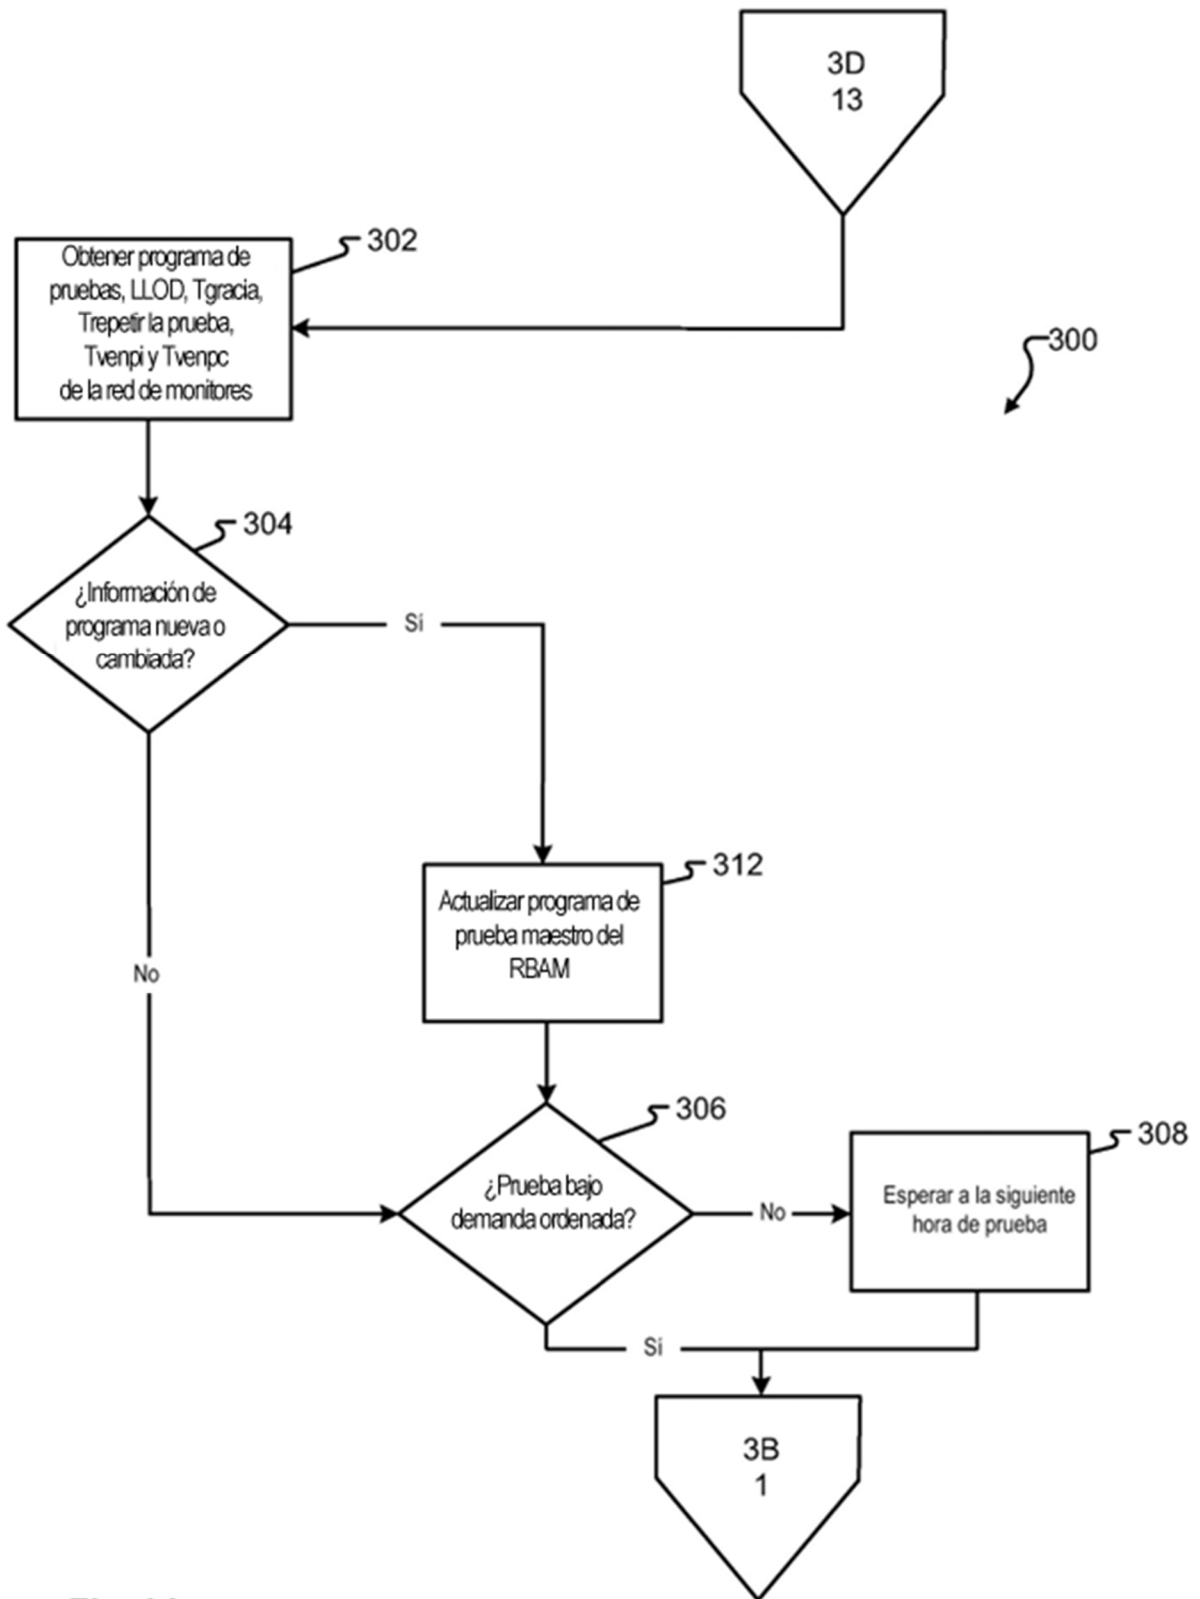 3D
13
302
Obtener programa de
pruebas, LLOD, Tgracia,
Trepetir la prueba,
Tvenpi y Tvenpc
de la red de monitores
300
304
¿Información de
programa nueva o
cambiada?
Sí
312
Actualizar programa de
prueba maestro del
RBAM
No
306
308
¿Prueba bajo
demanda ordenada?
No
Esperar a la siguiente
hora de prueba
Sí
3B
1